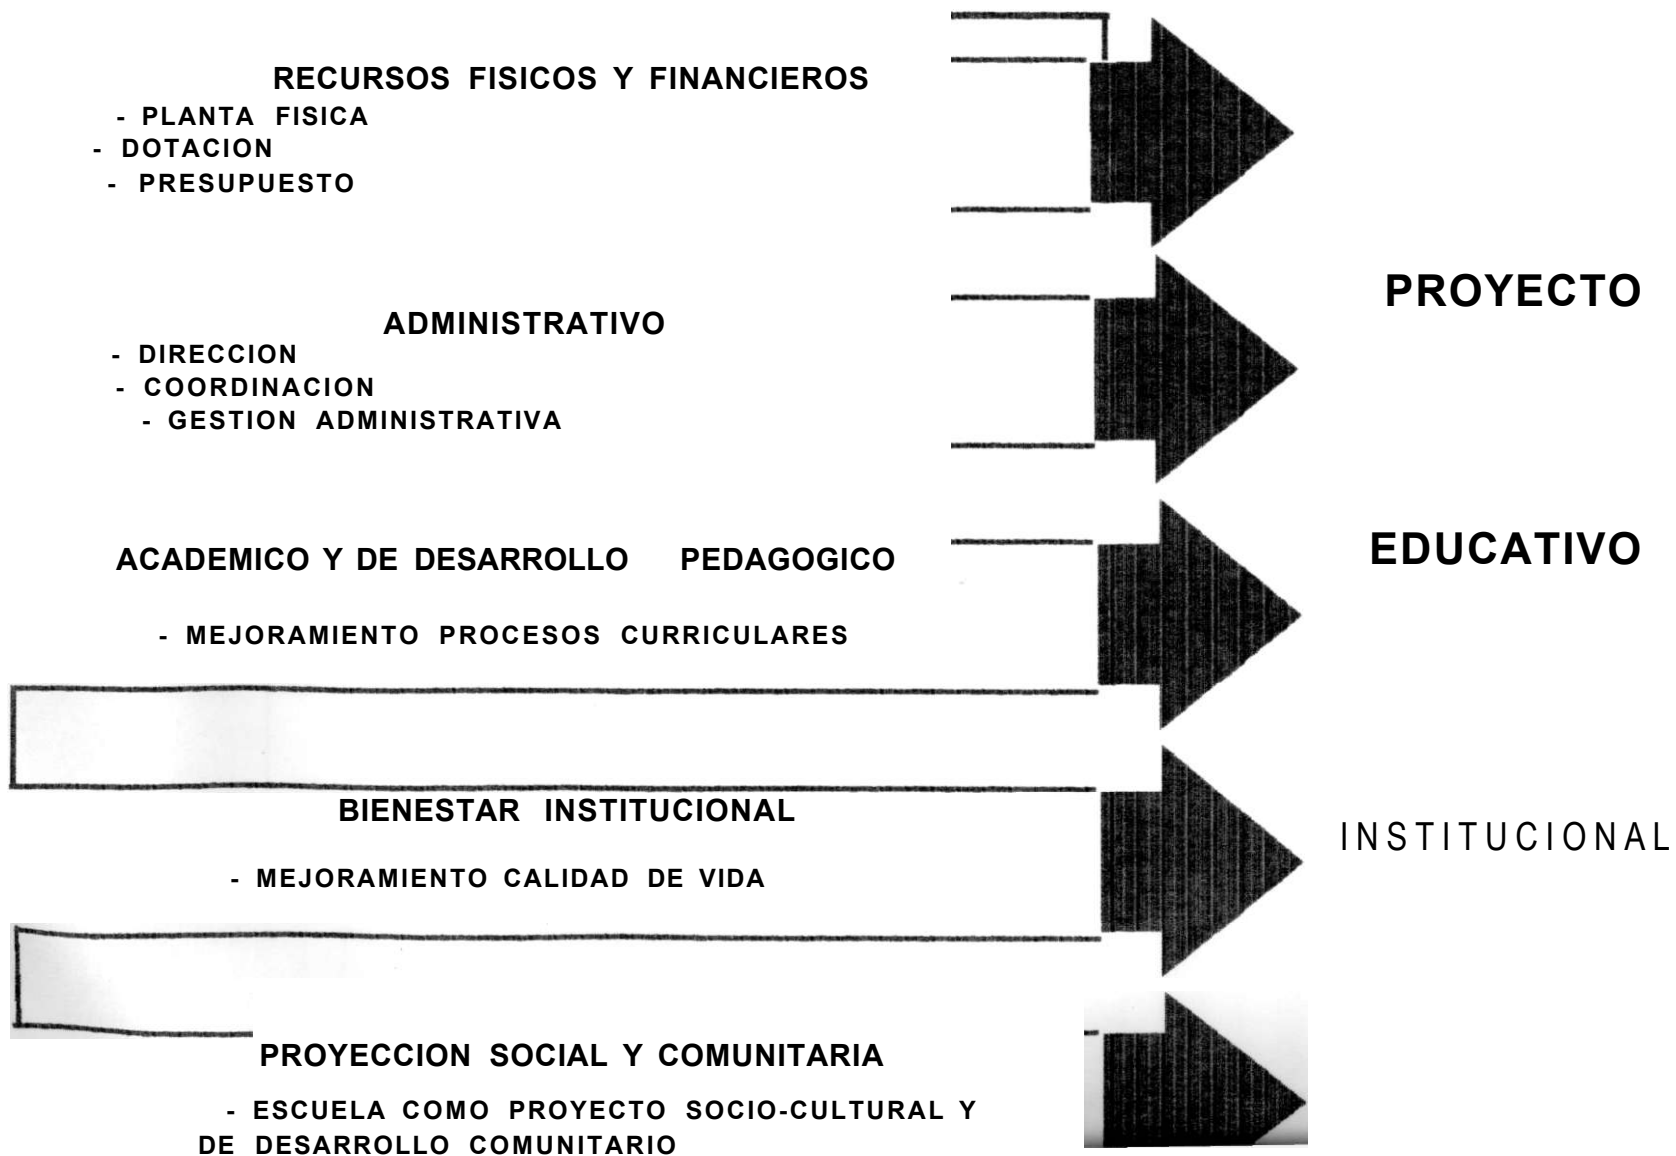 RECURSOS FISICOS Y FINANCIEROS
- PLANTA FISICA
- DOTACION
- PRESUPUESTO
ADMINISTRATIVO
- DIRECCION
- COORDINACION
- GESTION ADMINISTRATIVA
ACADEMICO Y DE DESARROLLO PEDAGOGICO
- MEJORAMIENTO PROCESOS CURRICULARES
BIENESTAR INSTITUCIONAL
- MEJORAMIENTO CALIDAD DE VIDA
PROYECCION SOCIAL Y COMUNITARIA
- ESCUELA COMO PROYECTO SOCIO-CULTURAL Y
DE DESARROLLO COMUNITARIO
PROYECTO
EDUCATIVO
INSTITUCIONAL